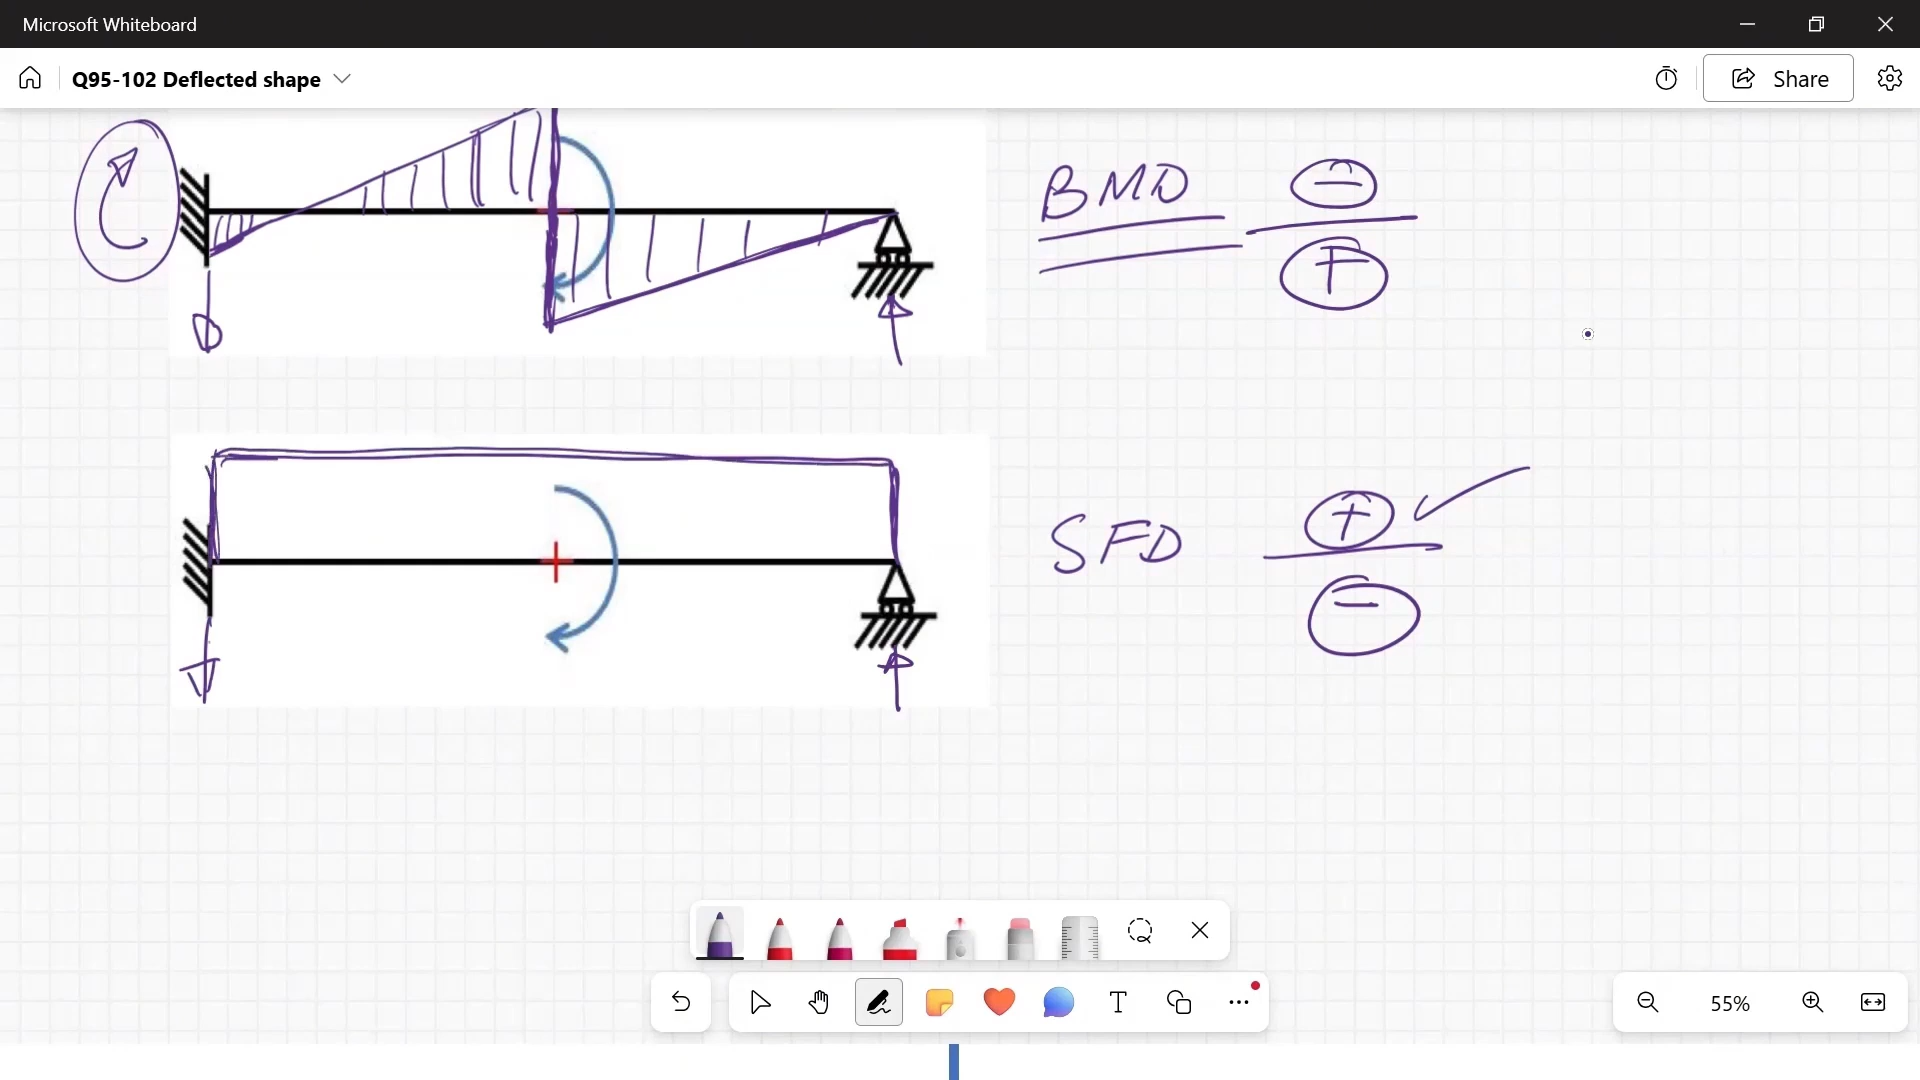 Microsoft Whiteboard
Q95-102 Deflected shape
Share
BMD
−
+
SFD
+
−
T
55%